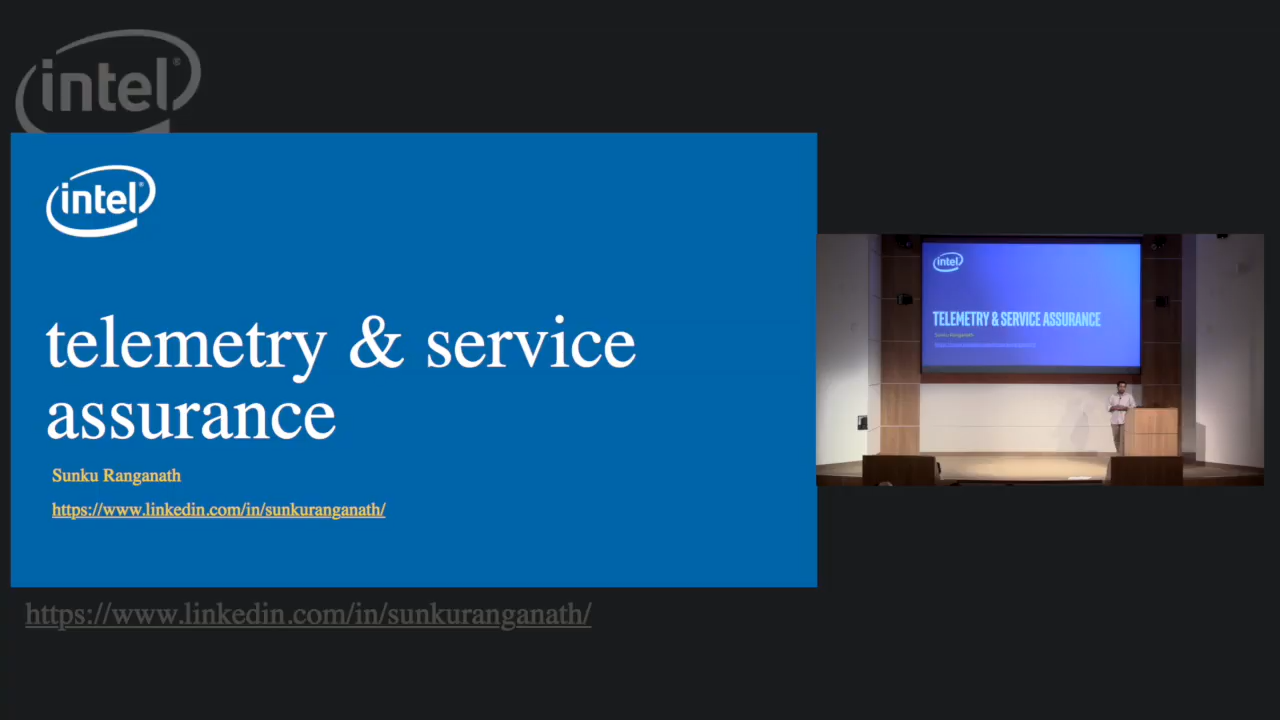 intel
intel
telemetry & service
assurance
Sunku Ranganath
https://www.linkedin.com/in/sunkuranganath/
intel
TELEMETRY & SERVICE ASSURANCE
Sunku Ranganath
https://www.linkedin.com/in/sunkuranganath/